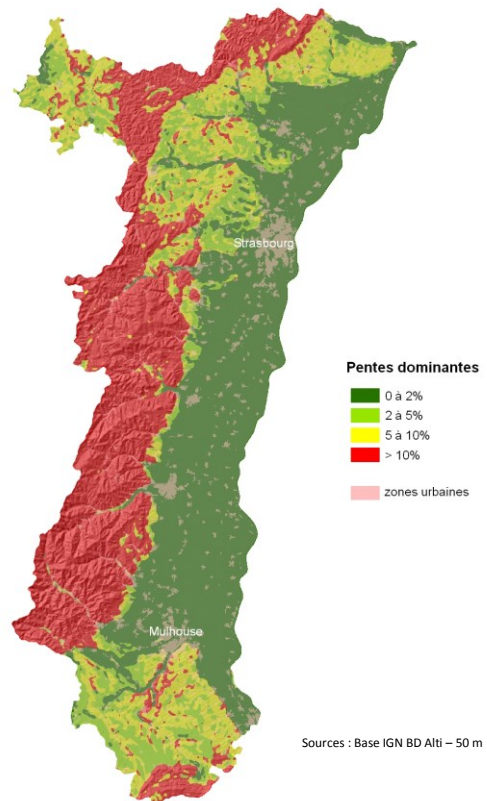 Strasbourg
Pentes dominantes
0 à 2%
2 à 5%
5 à 10%
> 10%
zones urbaines
Mulhouse
Sources : Base IGN BD Alti – 50 m